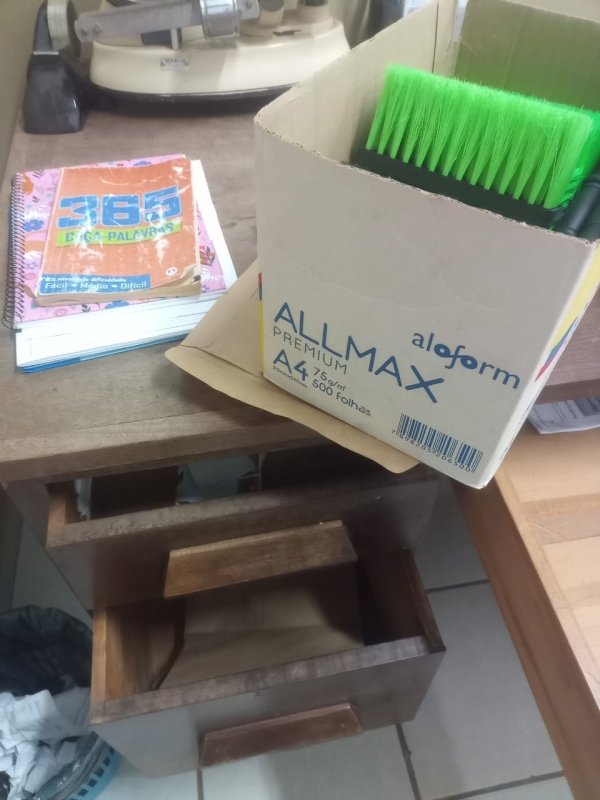 365
CAÇA-PALAVRAS
Fácil - Médio - Difícil
ALLMAX
PREMIUM
A4 75g/m²
500 folhas
aloform